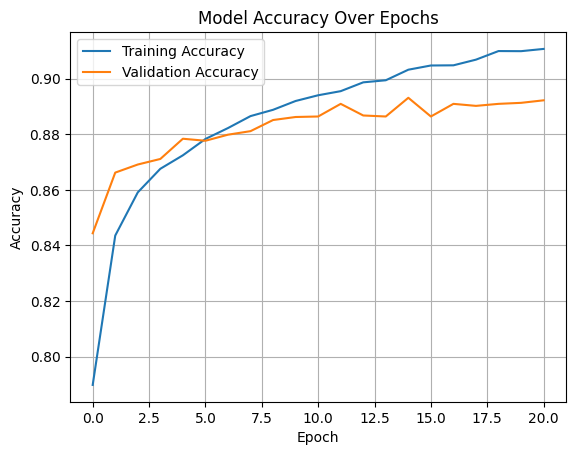 Model Accuracy Over Epochs
Training Accuracy
Validation Accuracy
0.90
0.88
0.86
0.84
0.82
0.80
Accuracy
0.0 2.5 5.0 7.5 10.0 12.5 15.0 17.5 20.0
Epoch